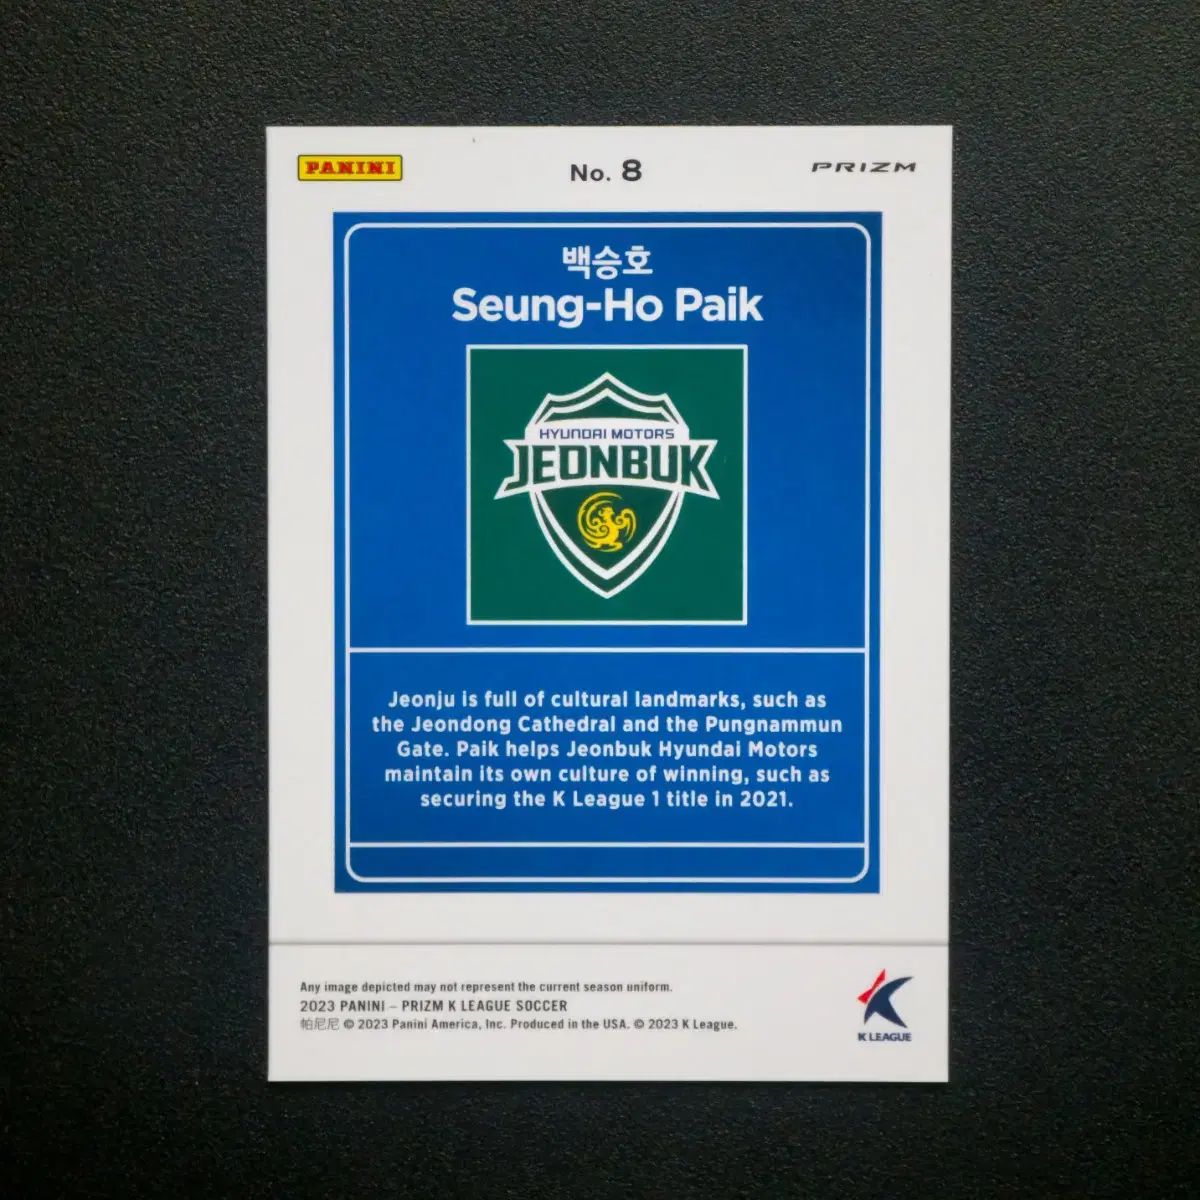 PANINI
No. 8
PRIZM
백승호
Seung-Ho Paik
HYUNDAI MOTORS
JEONBUK
Jeonju is full of cultural landmarks, such as
the Jeondong Cathedral and the Pungnammun
Gate. Paik helps Jeonbuk Hyundai Motors
maintain its own culture of winning, such as
securing the K League 1 title in 2021.
Any image depicted may not represent the current season uniform.
2023 PANINI – PRIZM K LEAGUE SOCCER
帕尼尼 © 2023 Panini America, Inc. Produced in the USA. © 2023 K League.
K LEAGUE